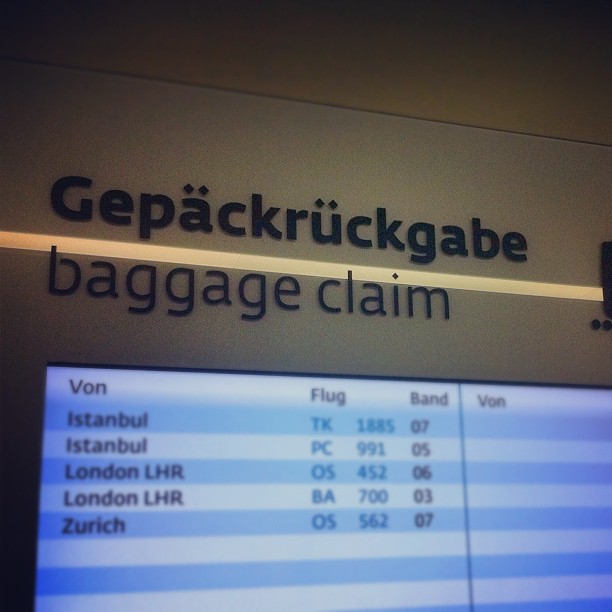 Gepäckrückgabe
baggage claim
Von Flug Band Von
Istanbul TK 1885 07
Istanbul PC 991 05
London LHR OS 452 06
London LHR BA 700 03
Zurich OS 562 07